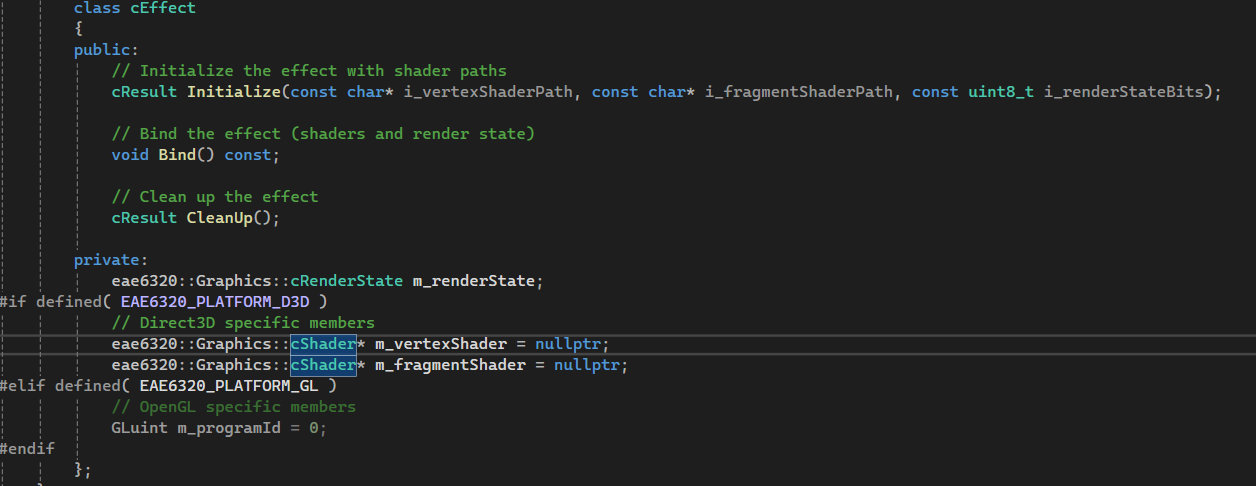 class cEffect
{
public:
// Initialize the effect with shader paths
cResult Initialize(const char* i_vertexShaderPath, const char* i_fragmentShaderPath, const uint8_t i_renderStateBits);
// Bind the effect (shaders and render state)
void Bind() const;
// Clean up the effect
cResult CleanUp();
private:
eae6320::Graphics::cRenderState m_renderState;
#if defined( EAE6320_PLATFORM_D3D )
// Direct3D specific members
eae6320::Graphics::cShader* m_vertexShader = nullptr;
eae6320::Graphics::cShader* m_fragmentShader = nullptr;
#elif defined( EAE6320_PLATFORM_GL )
// OpenGL specific members
GLuint m_programId = 0;
#endif
};